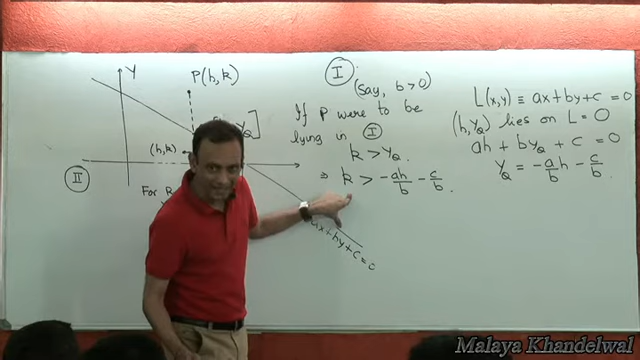 Y
P(h, k)
Y_Q)]
(h, k)
II
For R
I
(Say, b > 0)
If P were to be
lying in I
k > Y_Q
⇒ k > -ah/b - c/b.
ax + by + c = 0
L(x,y) ≡ ax + by + c = 0
(h, Y_Q) lies on L = 0
ah + bY_Q + c = 0
Y_Q = -a/b h - c/b.
Malaya Khandelwal